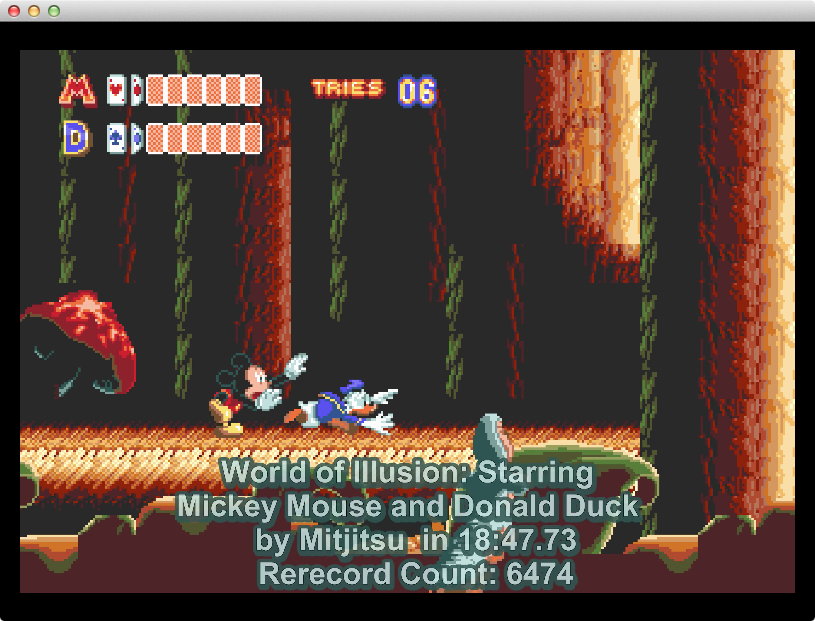 M
TRIES 06
D
World of Illusion: Starring
Mickey Mouse and Donald Duck
by Mitjitsu in 18:47.73
Rerecord Count: 6474